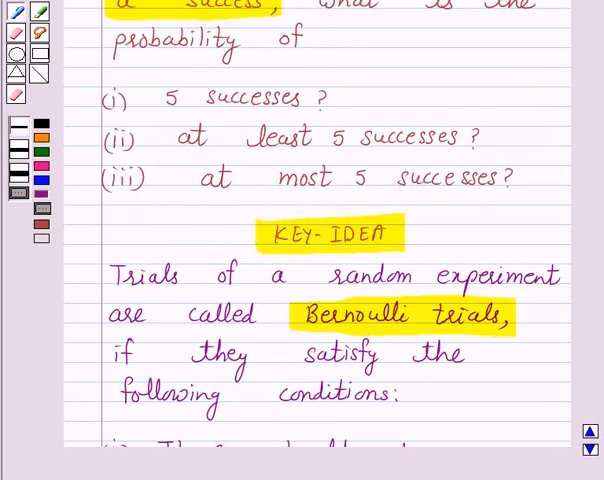 a success, what is the
probability of
(i) 5 successes?
(ii) at least 5 successes?
(iii) at most 5 successes?
KEY-IDEA
Trials of a random experiment
are called Bernoulli trials,
if they satisfy the
following conditions: